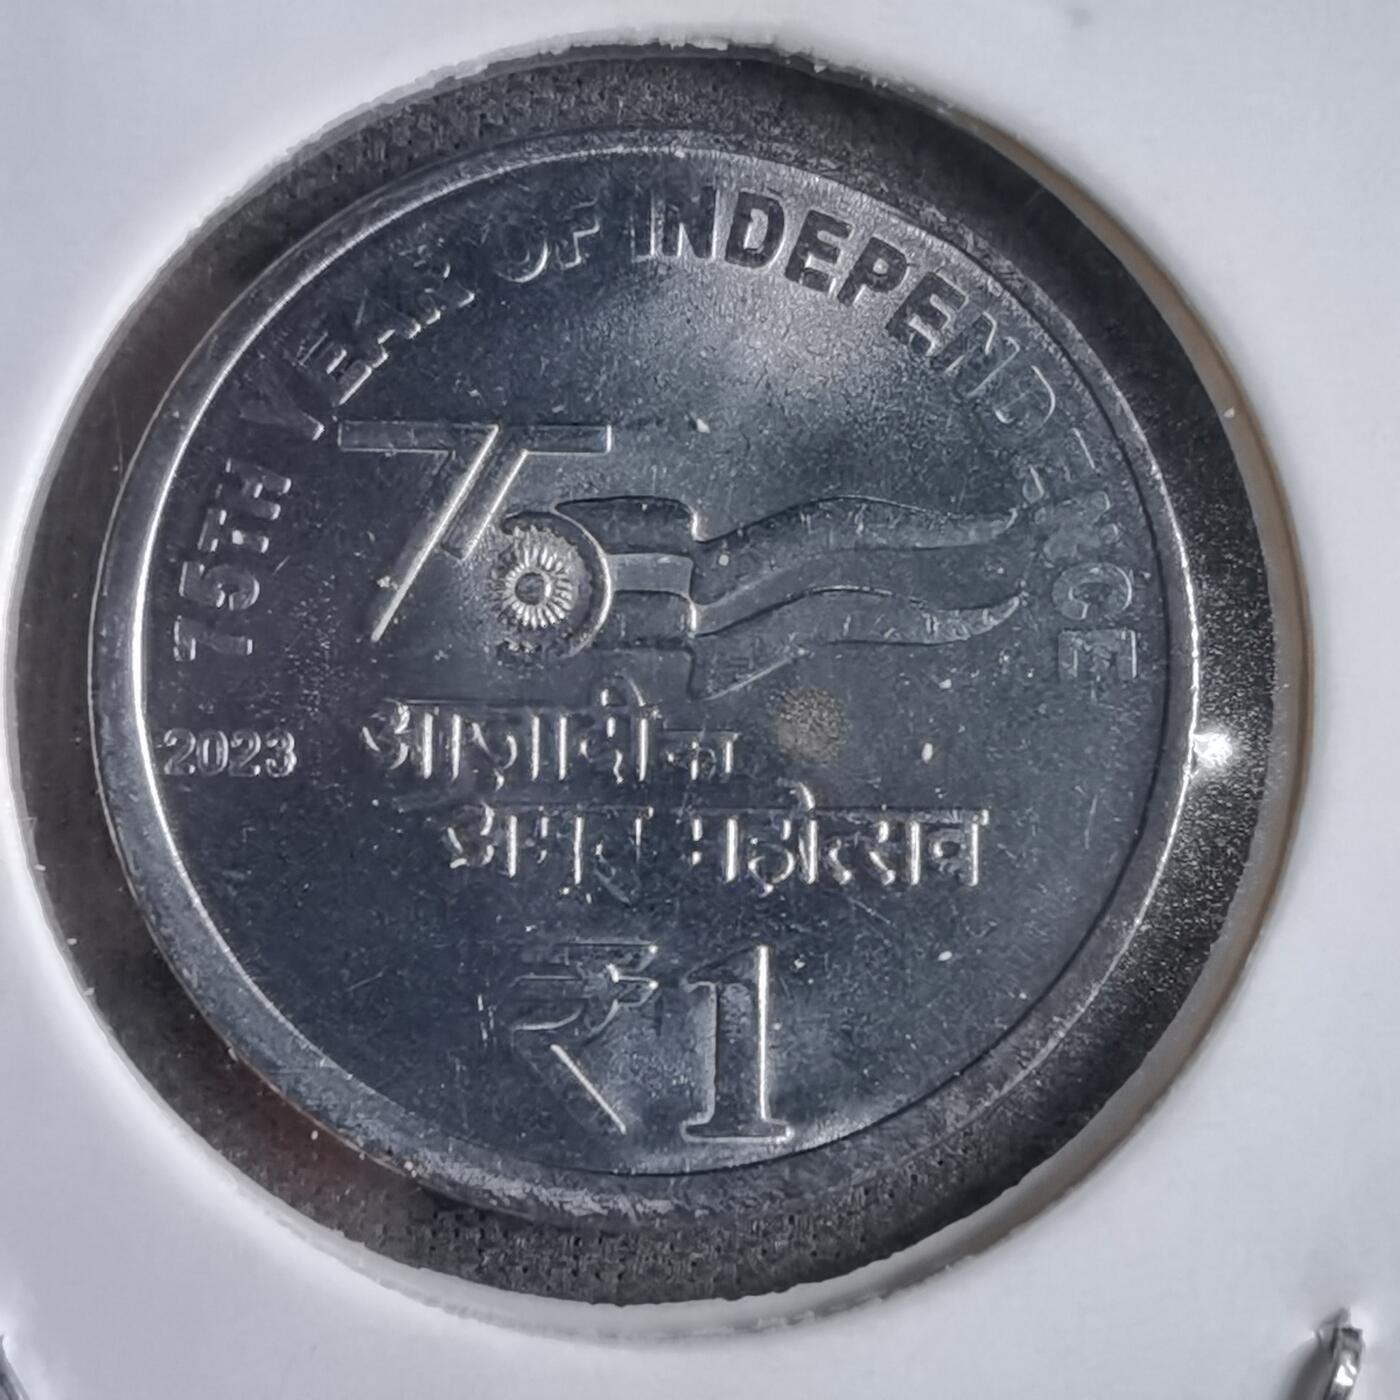 75TH YEAR OF INDEPENDENCE
75
2023
आज़ादी का
अमृत महोत्सव
₹1